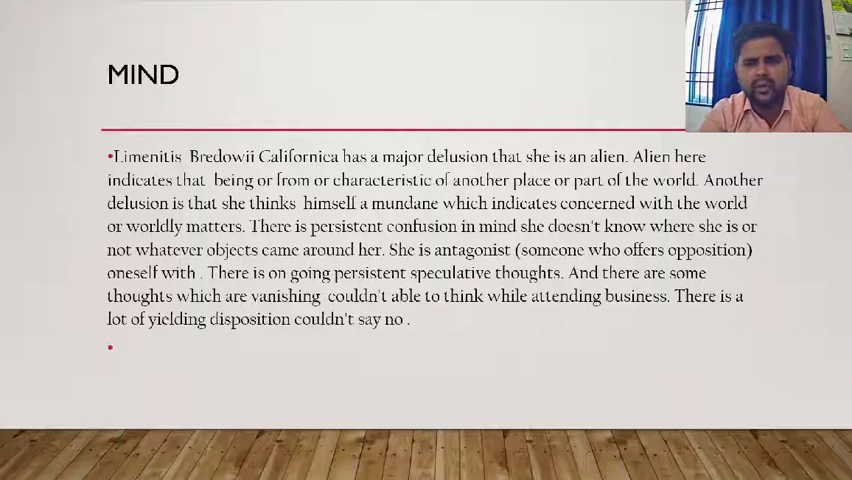 MIND
•Limenitis Bredowii Californica has a major delusion that she is an alien. Alien here
indicates that being or from or characteristic of another place or part of the world. Another
delusion is that she thinks himself a mundane which indicates concerned with the world
or worldly matters. There is persistent confusion in mind she doesn't know where she is or
not whatever objects came around her. She is antagonist (someone who offers opposition)
oneself with . There is on going persistent speculative thoughts. And there are some
thoughts which are vanishing couldn't able to think while attending business. There is a
lot of yielding disposition couldn't say no .
•